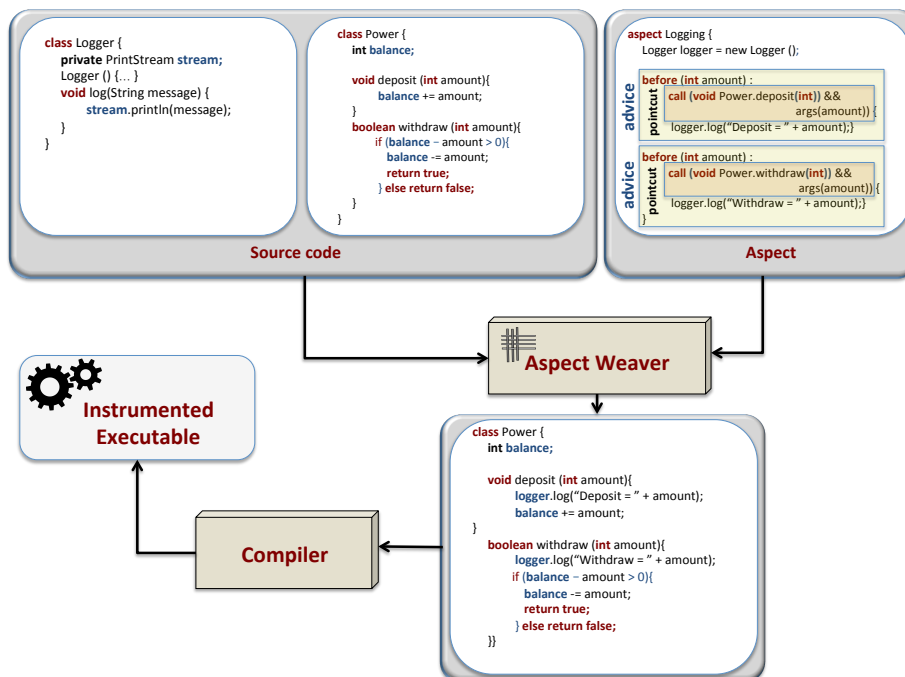 class Logger {
private PrintStream stream;
Logger () {... }
void log(String message) {
stream.println(message);
}
}
class Power {
int balance;
void deposit (int amount){
balance += amount;
}
boolean withdraw (int amount){
if (balance – amount > 0){
balance -= amount;
return true;
} else return false;
}
}
Source code
aspect Logging {
Logger logger = new Logger ();
advice
pointcut
before (int amount) :
call (void Power.deposit(int)) &&
args(amount)) {
logger.log(“Deposit = ” + amount);}
advice
pointcut
before (int amount) :
call (void Power.withdraw(int)) &&
args(amount)) {
logger.log(“Withdraw = ” + amount);}
}
Aspect
Aspect Weaver
Instrumented
Executable
Compiler
class Power {
int balance;
void deposit (int amount){
logger.log(“Deposit = ” + amount);
balance += amount;
}
boolean withdraw (int amount){
logger.log(“Withdraw = ” + amount);
if (balance – amount > 0){
balance -= amount;
return true;
} else return false;
}}